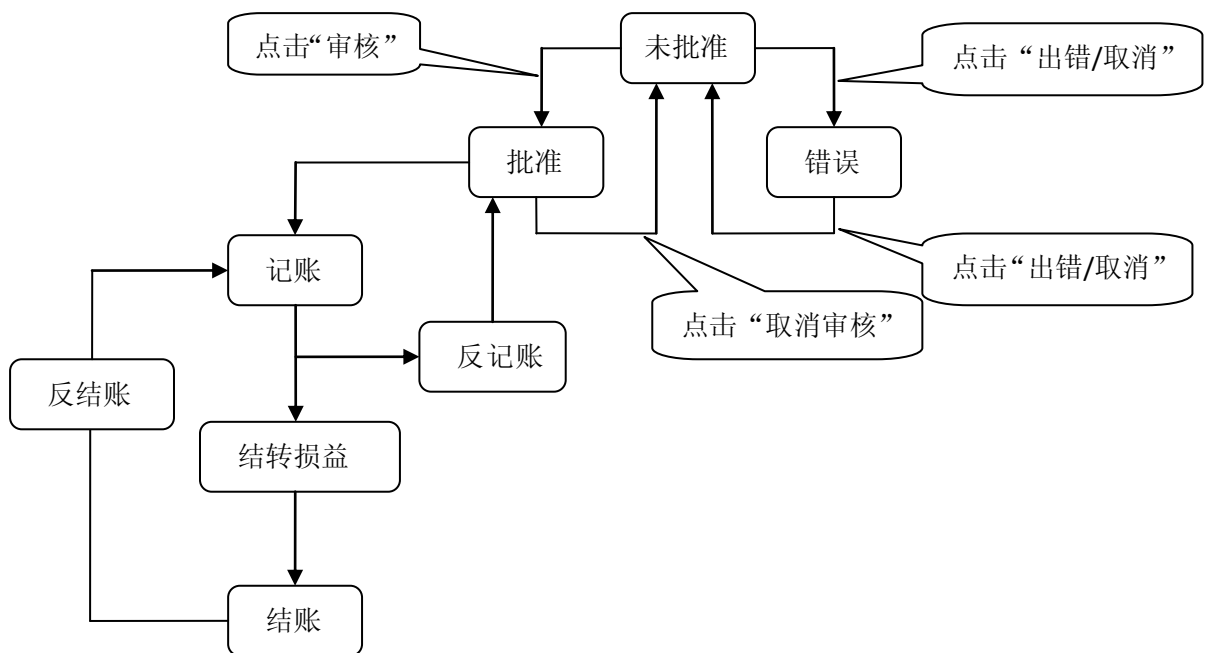 点击“审核”
未批准
点击“出错/取消”
批准
错误
记账
点击“出错/取消”
点击“取消审核”
反记账
反结账
结转损益
结账